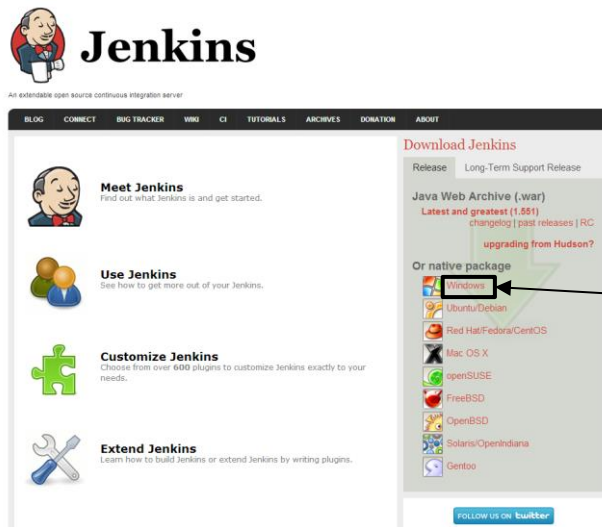 Jenkins
An extendable open source continuous integration server
BLOG CONNECT BUG TRACKER WIKI CI TUTORIALS ARCHIVES DONATION ABOUT
Meet Jenkins
Find out what Jenkins is and get started.
Use Jenkins
See how to get more out of your Jenkins.
Customize Jenkins
Choose from over 600 plugins to customize Jenkins exactly to your
needs.
Extend Jenkins
Learn how to build Jenkins or extend Jenkins by writing plugins.
Download Jenkins
Release Long-Term Support Release
Java Web Archive (.war)
Latest and greatest (1.551)
changelog | past releases | RC
upgrading from Hudson?
Or native package
Windows
Ubuntu/Debian
Red Hat/Fedora/CentOS
Mac OS X
openSUSE
FreeBSD
OpenBSD
Solaris/OpenIndiana
Gentoo
FOLLOW US ON twitter